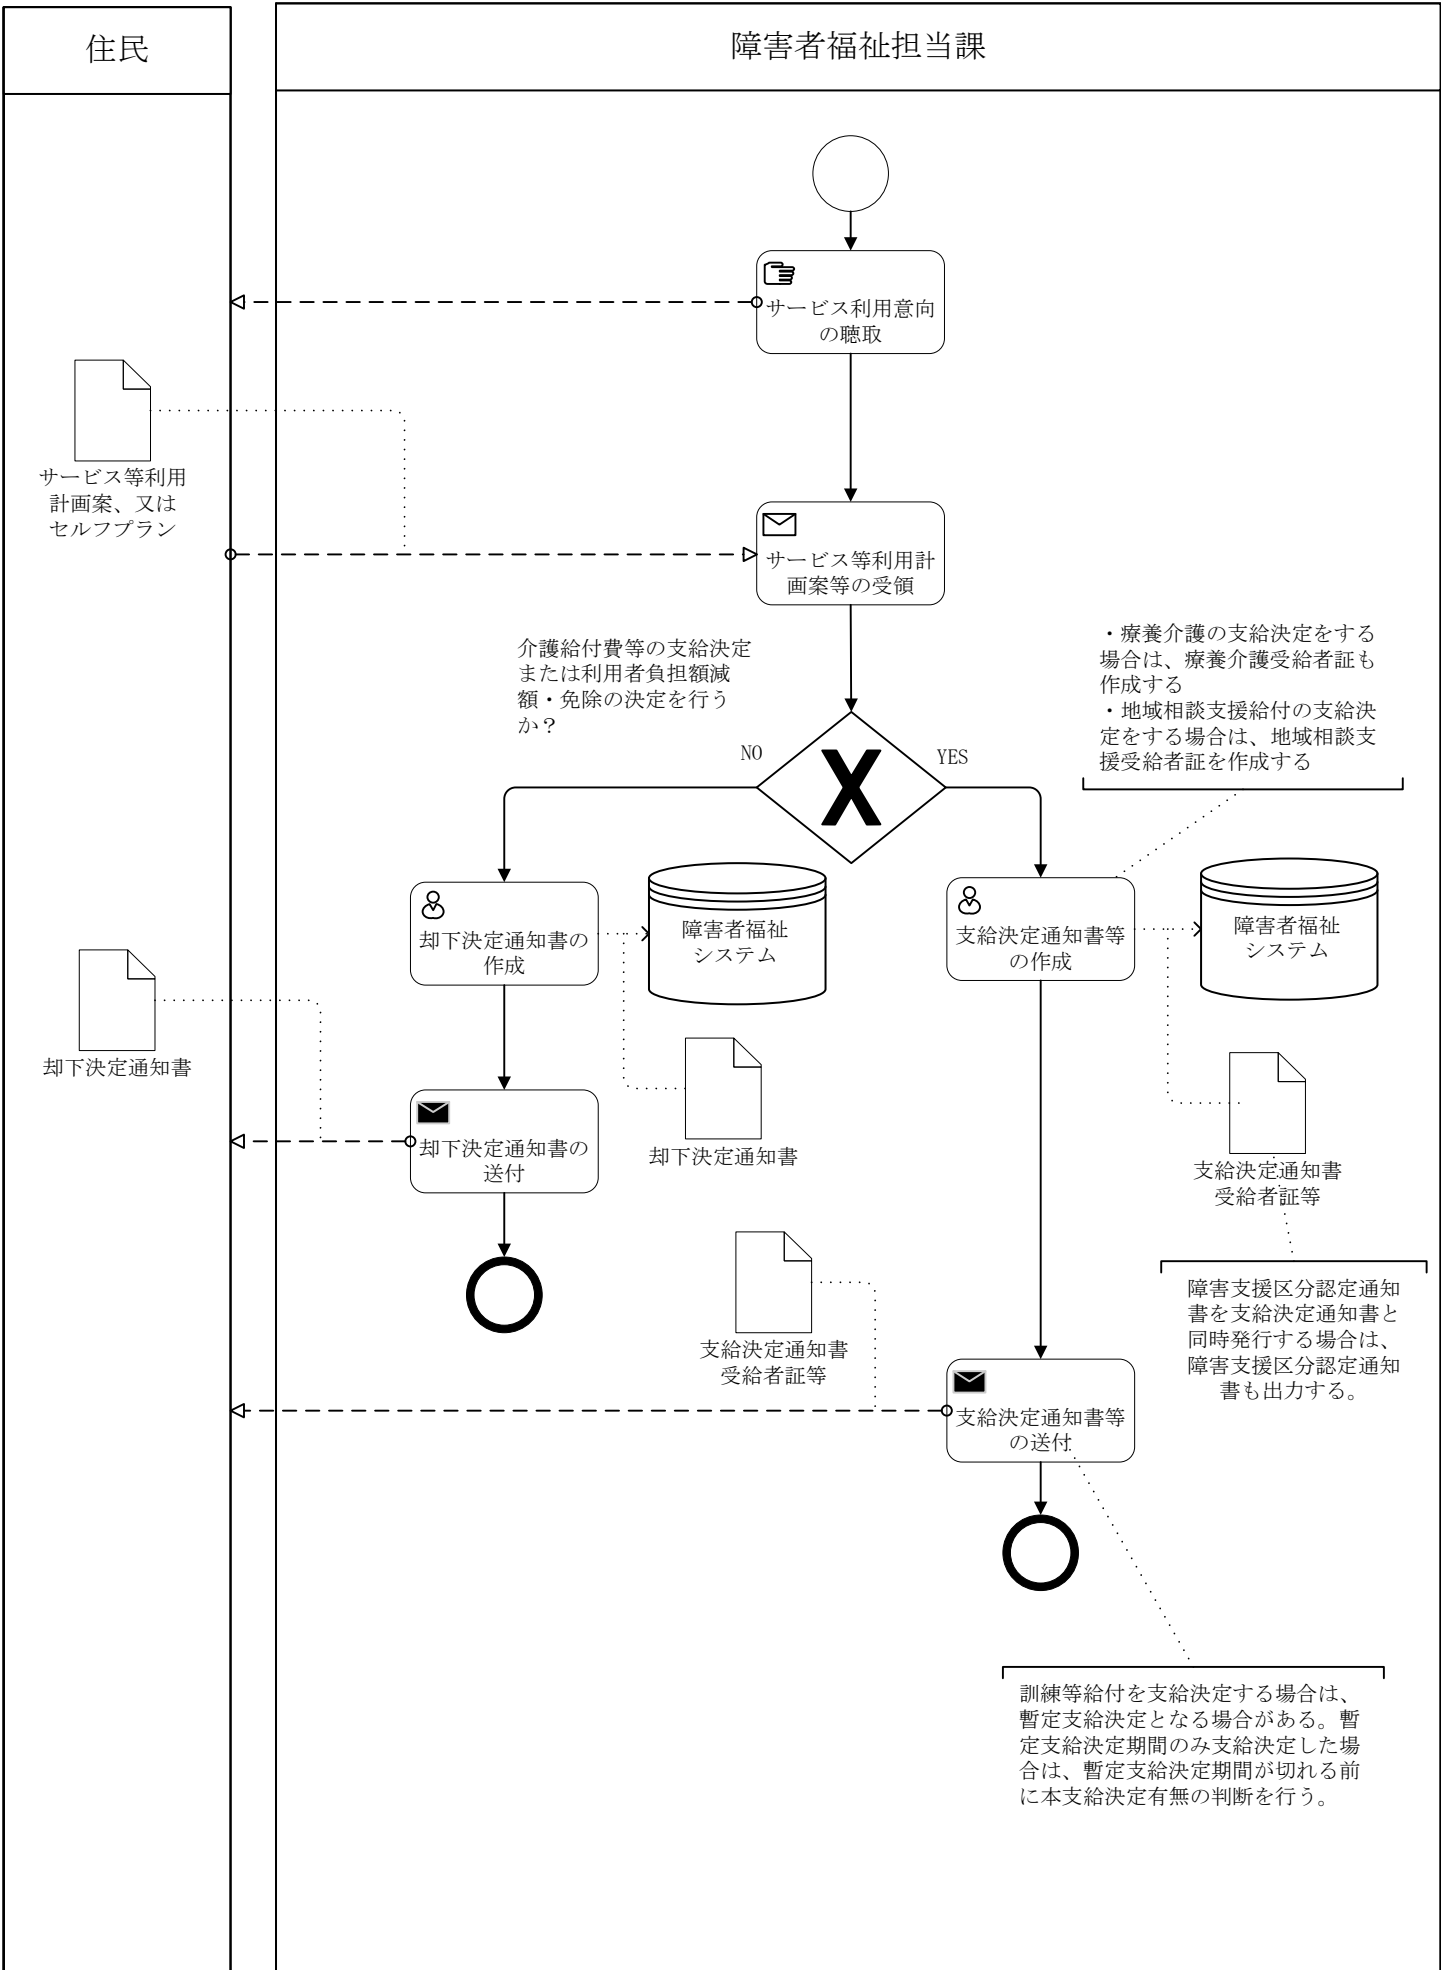 住民
障害者福祉担当課
サービス利用意向
の聴取
サービス等利用
計画案、又は
セルフプラン
サービス等利用計
画案等の受領
介護給付費等の支給決定
または利用者負担額減
額・免除の決定を行う
か？
・療養介護の支給決定をする
場合は、療養介護受給者証も
作成する
・地域相談支援給付の支給決
定をする場合は、地域相談支
援受給者証を作成する
NO
YES
却下決定通知書の
作成
障害者福祉
システム
支給決定通知書等
の作成
障害者福祉
システム
却下決定通知書
却下決定通知書の
送付
却下決定通知書
支給決定通知書
受給者証等
支給決定通知書
受給者証等
障害支援区分認定通知
書を支給決定通知書と
同時発行する場合は、
障害支援区分認定通知
書も出力する。
支給決定通知書等
の送付
訓練等給付を支給決定する場合は、
暫定支給決定となる場合がある。暫
定支給決定期間のみ支給決定した場
合は、暫定支給決定期間が切れる前
に本支給決定有無の判断を行う。